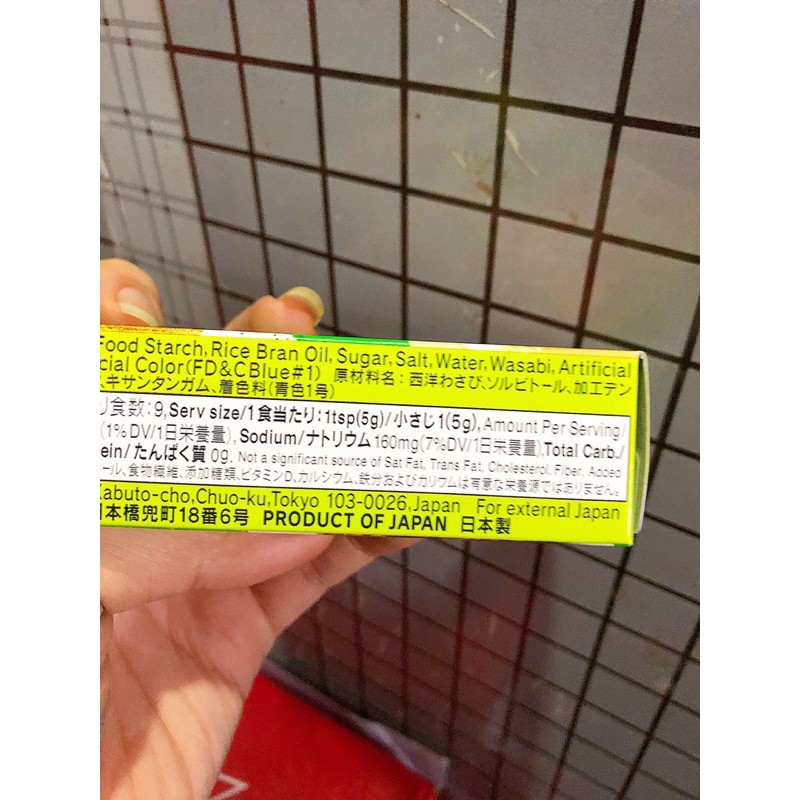 Food Starch, Rice Bran Oil, Sugar, Salt, Water, Wasabi, Artificial
cial Color(FD&CBlue#1) 原材料名：西洋わさび、ソルビトール、加工デン
、キサンタンガム、着色料(青色1号)
り食数:9, Serv size/1食当たり:1tsp(5g)/小さじ1(5g), Amount Per Serving/
(1%DV/1日栄養量), Sodium/ナトリウム 160mg(7%DV/1日栄養量), Total Carb./
ein/たんぱく質 0g. Not a significant source of Sat Fat, Trans Fat, Cholesterol, Fiber, Added
ール、食物繊維、添加糖類、ビタミンD、カルシウム、鉄分およびカリウムは有意な栄養源ではありません。
Kabuto-cho, Chuo-ku, Tokyo 103-0026, Japan For external Japan
日本橋兜町18番6号 PRODUCT OF JAPAN 日本製